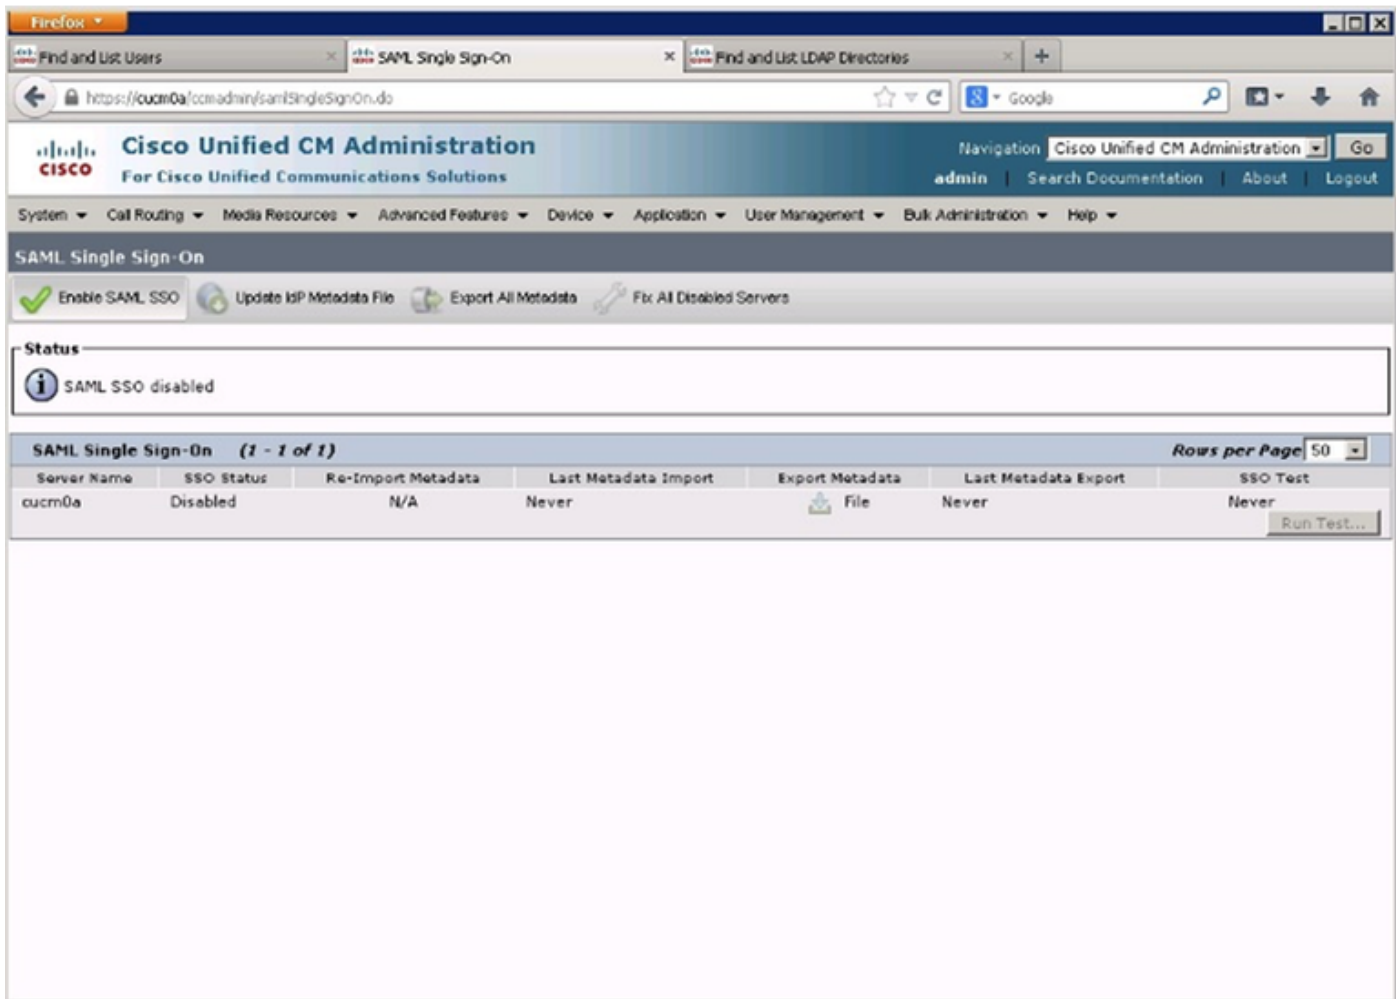 Firefox
Find and List Users
SAML Single Sign-On
Find and List LDAP Directories
https://cucm0a/ccmadmin/samlSingleSignOn.do
Google
CISCO
Cisco Unified CM Administration
For Cisco Unified Communications Solutions
Navigation Cisco Unified CM Administration Go
admin | Search Documentation | About | Logout
System Call Routing Media Resources Advanced Features Device Application User Management Bulk Administration Help
SAML Single Sign-On
Enable SAML SSO Update IdP Metadata File Export All Metadata Fix All Disabled Servers
Status
SAML SSO disabled
SAML Single Sign-On (1 - 1 of 1) Rows per Page 50
Server Name SSO Status Re-Import Metadata Last Metadata Import Export Metadata Last Metadata Export SSO Test
cucm0a Disabled N/A Never File Never Never
Run Test...